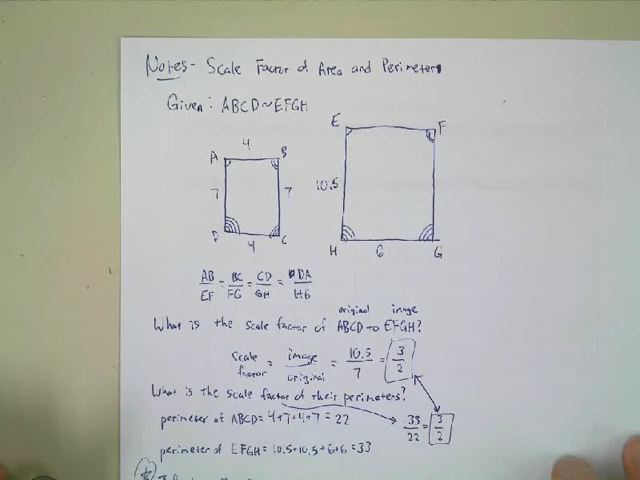 Notes- Scale Factor of Area and Perimeter
Given: ABCD~EFGH
A 4 B
7 7
D 4 C
E F
10.5
H 6 G
AB/EF = BC/FG = CD/GH = DA/HG
original image
What is the scale factor of ABCD to EFGH?
scale factor = image/original = 10.5/7 = 3/2
What is the scale factor of their perimeters?
perimeter of ABCD = 4+7+4+7 = 22
33/22 = 3/2
perimeter of EFGH = 10.5+10.5+6+6 = 33